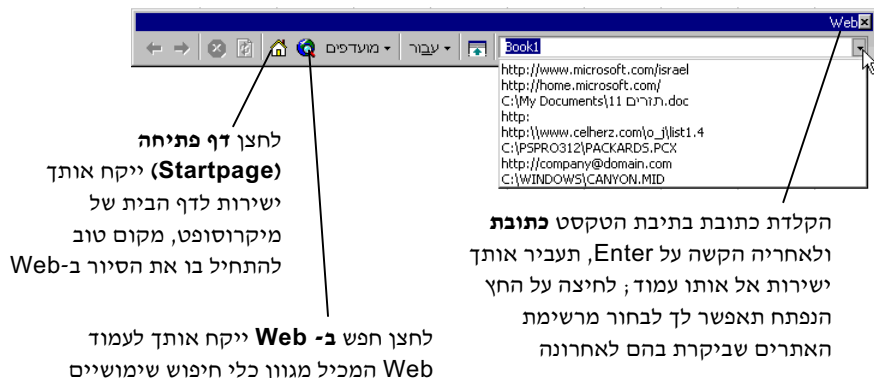 Web
מועדפים
עבור
Book1
http://www.microsoft.com/israel
http://home.microsoft.com/
C:\My Documents\11 תזרים.doc
http:
http:\\www.celherz.com\o_j\list1.4
C:\PSPRO312\PACKARDS.PCX
http://company@domain.com
C:\WINDOWS\CANYON.MID
לחצן דף פתיחה
(Startpage) ייקח אותך
ישירות לדף הבית של
מיקרוסופט, מקום טוב
להתחיל בו את הסיור ב-Web
הקלדת כתובת בתיבת הטקסט כתובת
ולאחריה הקשה על Enter, תעביר אותך
ישירות אל אותו עמוד; לחיצה על החץ
הנפתח תאפשר לך לבחור מרשימת
האתרים שביקרת בהם לאחרונה
לחצן חפש ב- Web ייקח אותך לעמוד
Web המכיל מגוון כלי חיפוש שימושיים